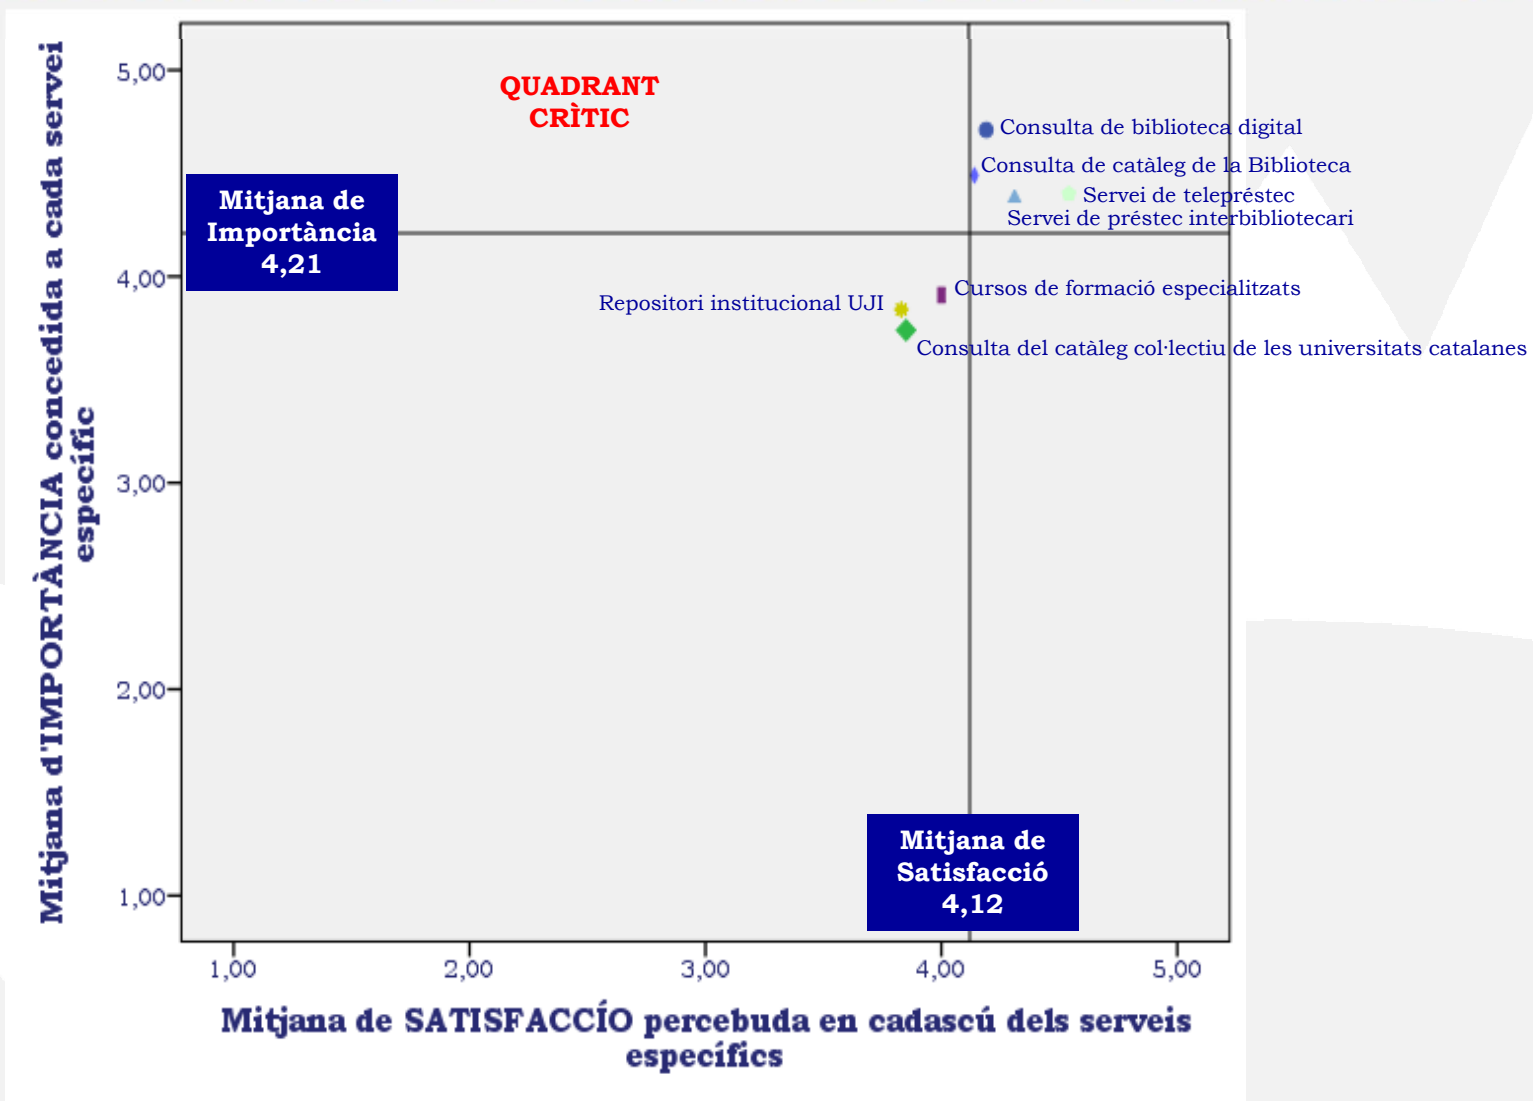 Mitjana d'IMPORTÀNCIA concedida a cada servei
específic
5,00
4,00
3,00
2,00
1,00
QUADRANT
CRÌTIC
Mitjana de
Importància
4,21
Consulta de biblioteca digital
Consulta de catàleg de la Biblioteca
Servei de telepréstec
Servei de préstec interbibliotecari
Cursos de formació especialitzats
Repositori institucional UJI
Consulta del catàleg col·lectiu de les universitats catalanes
Mitjana de
Satisfacció
4,12
1,00
2,00
3,00
4,00
5,00
Mitjana de SATISFACCÍO percebuda en cadascú dels serveis
específics